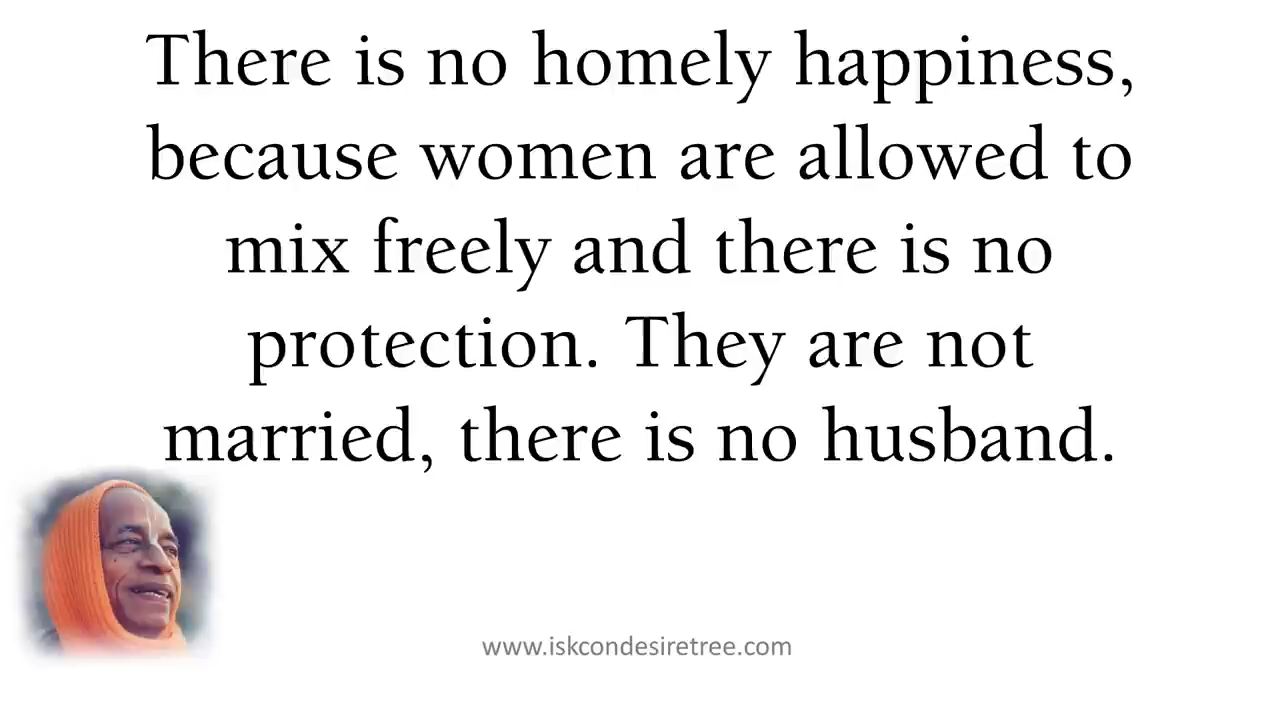 There is no homely happiness,
because women are allowed to
mix freely and there is no
protection. They are not
married, there is no husband.
www.iskcondesiretree.com